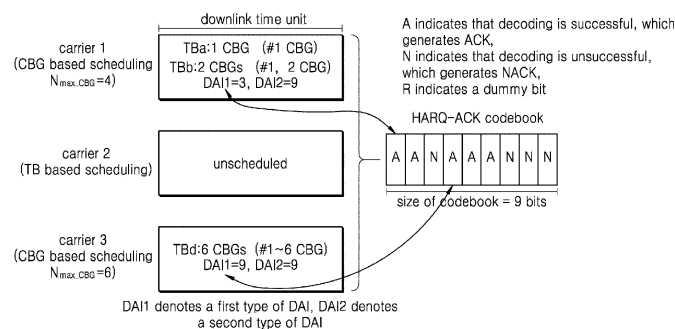 downlink time unit
carrier 1
(CBG based scheduling
Nmax_CBG=4)
TBa:1 CBG (#1 CBG)
TBb:2 CBGs (#1, 2 CBG)
DAI1=3, DAI2=9
carrier 2
(TB based scheduling)
unscheduled
carrier 3
(CBG based scheduling
Nmax_CBG=6)
TBd:6 CBGs (#1~6 CBG)
DAI1=9, DAI2=9
DAI1 denotes a first type of DAI, DAI2 denotes
a second type of DAI
A indicates that decoding is successful, which
generates ACK,
N indicates that decoding is unsuccessful,
which generates NACK,
R indicates a dummy bit
HARQ-ACK codebook
A A N A A A N N N
size of codebook = 9 bits